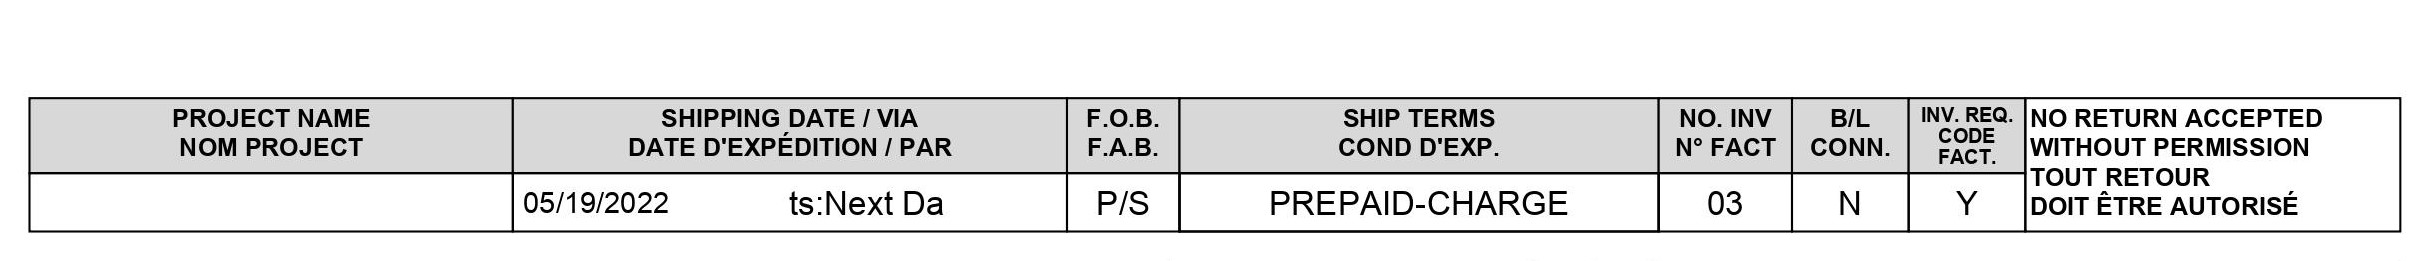 PROJECT NAME
NOM PROJECT
SHIPPING DATE / VIA
DATE D'EXPÉDITION / PAR
F.O.B.
F.A.B.
SHIP TERMS
COND D'EXP.
NO. INV
N° FACT
B/L
CONN.
INV. REQ.
CODE
FACT.
NO RETURN ACCEPTED
WITHOUT PERMISSION
TOUT RETOUR
DOIT ÊTRE AUTORISÉ
05/19/2022 ts:Next Da P/S PREPAID-CHARGE 03 N Y